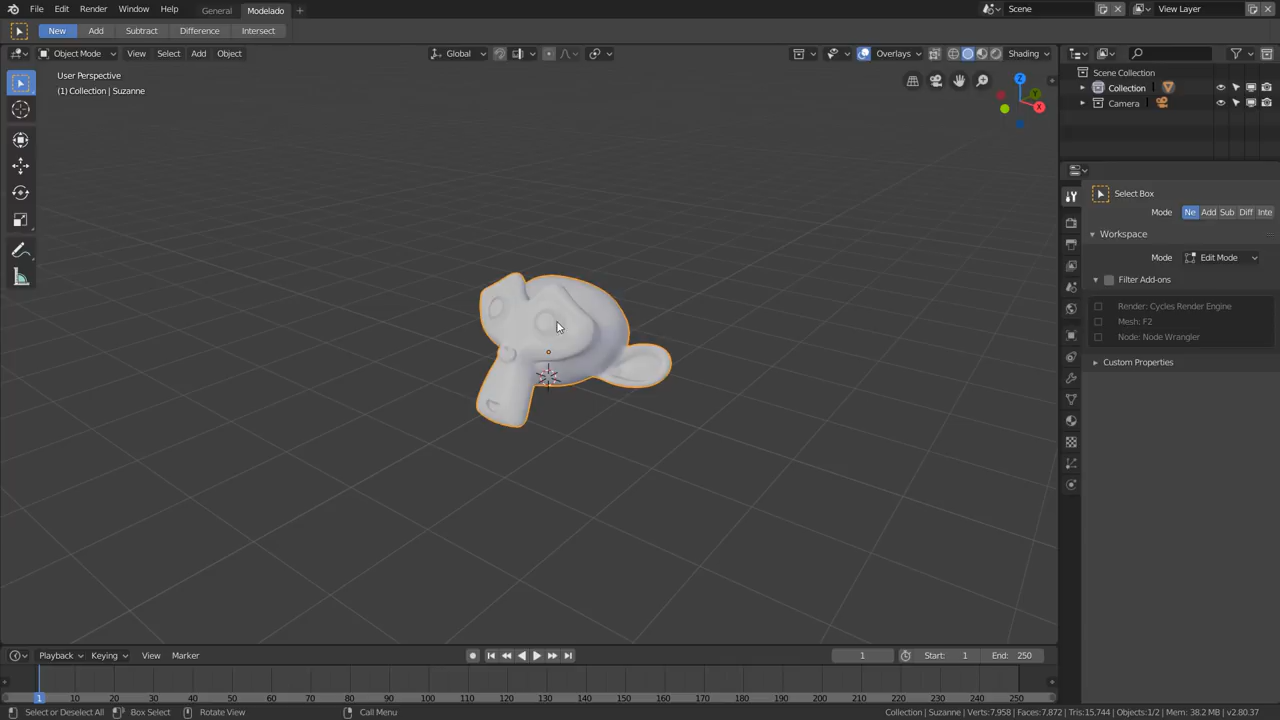 File Edit Render Window Help General Modelado + Scene View Layer
New Add Subtract Difference Intersect
Object Mode View Select Add Object Global Overlays Shading
User Perspective
(1) Collection | Suzanne
Z
Y
X
Scene Collection
Collection
Camera
Select Box
Mode Ne Add Sub Diff Inte
Workspace
Mode Edit Mode
Filter Add-ons
Render: Cycles Render Engine
Mesh: F2
Node: Node Wrangler
Custom Properties
Playback Keying View Marker 1 Start: 1 End: 250
1 10 20 30 40 50 60 70 80 90 100 110 120 130 140 150 160 170 180 190 200 210 220 230 240 250
Select or Deselect All Box Select Rotate View Call Menu Collection | Suzanne | Verts:7,958 | Faces:7,872 | Tris:15,744 | Objects:1/2 | Mem: 38.2 MB | v2.80.37